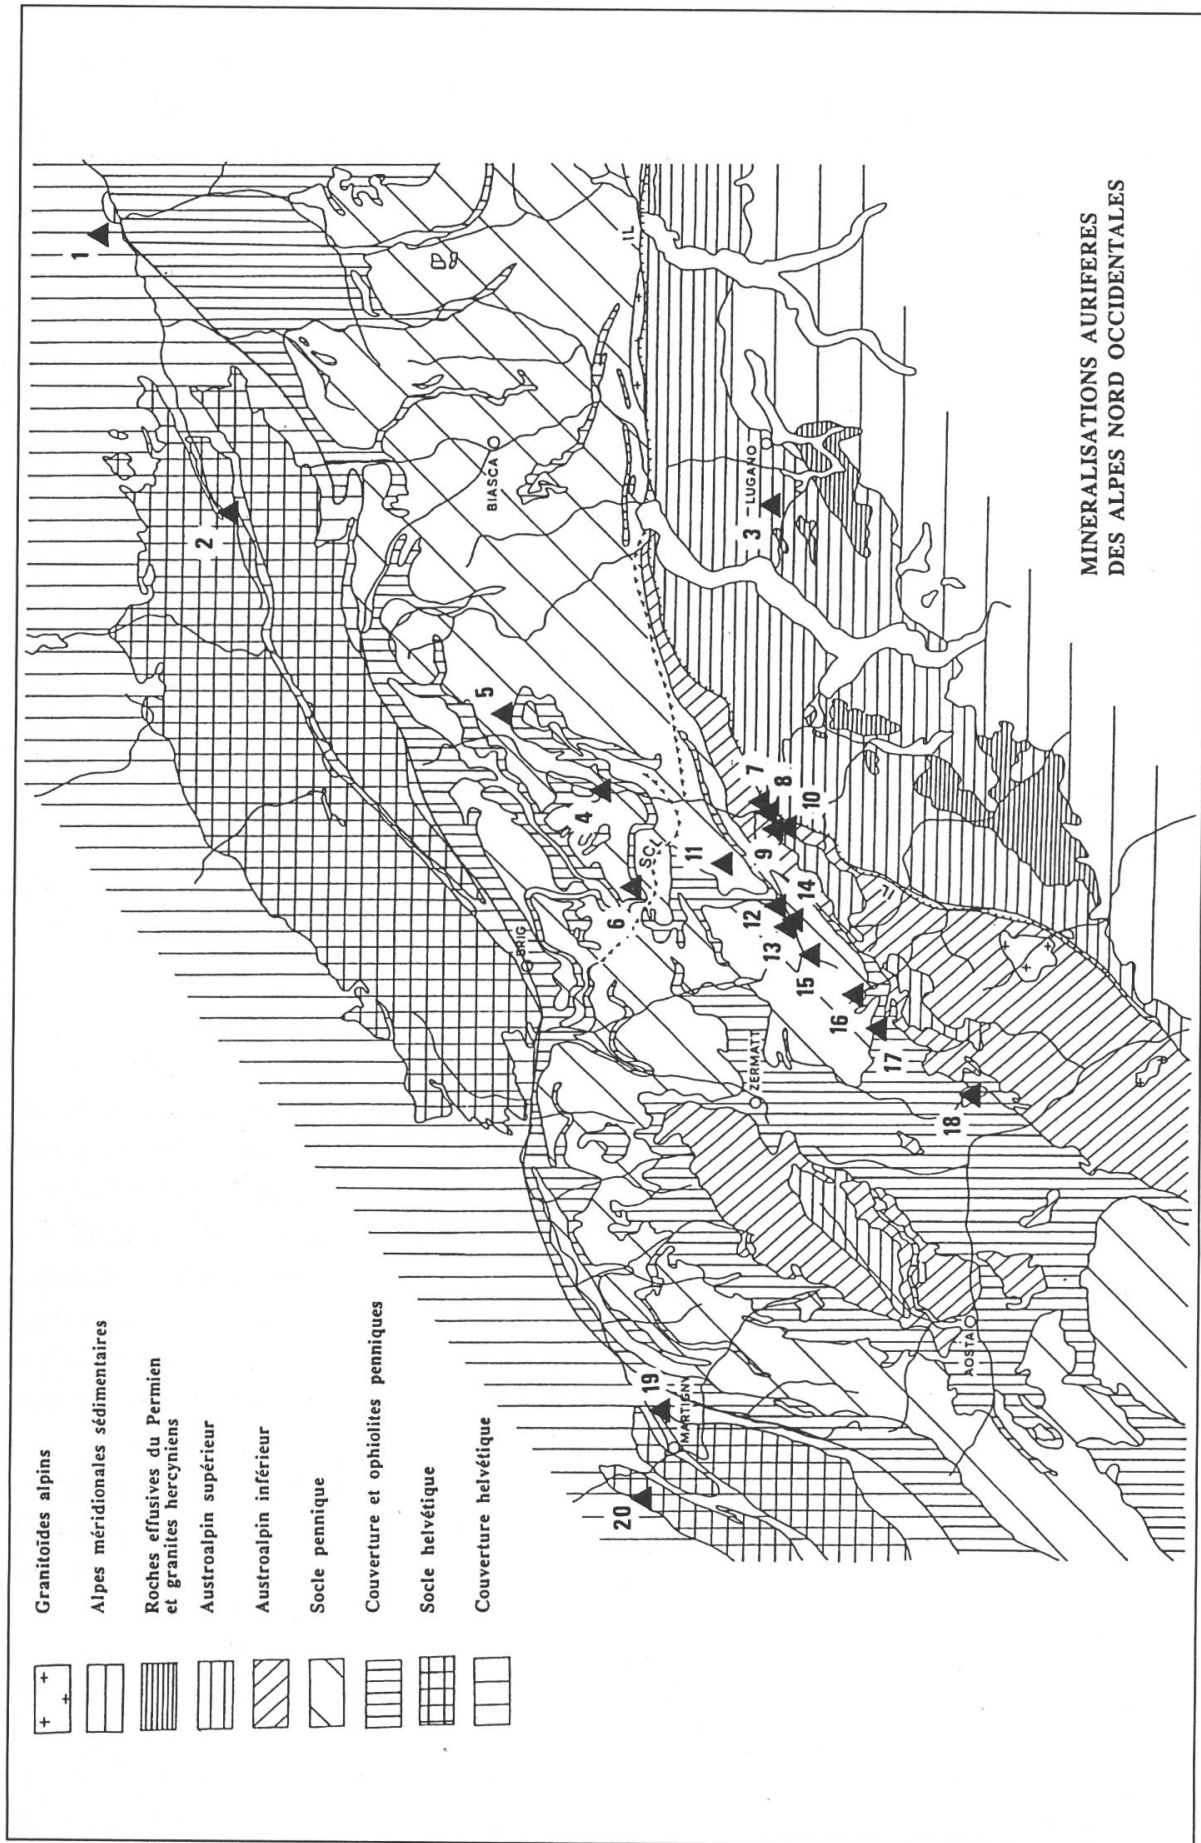 Granitoïdes alpins
Alpes méridionales sédimentaires
Roches effusives du Permien
et granites hercyniens
Austroalpin supérieur
Austroalpin inférieur
Socle pennique
Couverture et ophiolites penniques
Socle helvétique
Couverture helvétique
1
2
3
LUGANO
BIASCA
IL
4
5
6
SCL
BRIG
7
8
9
10
11
12
13
14
15
16
17
18
IL
ZERMATT
AOSTA
19
MARTIGNY
20
MINERALISATIONS AURIFERES
DES ALPES NORD OCCIDENTALES